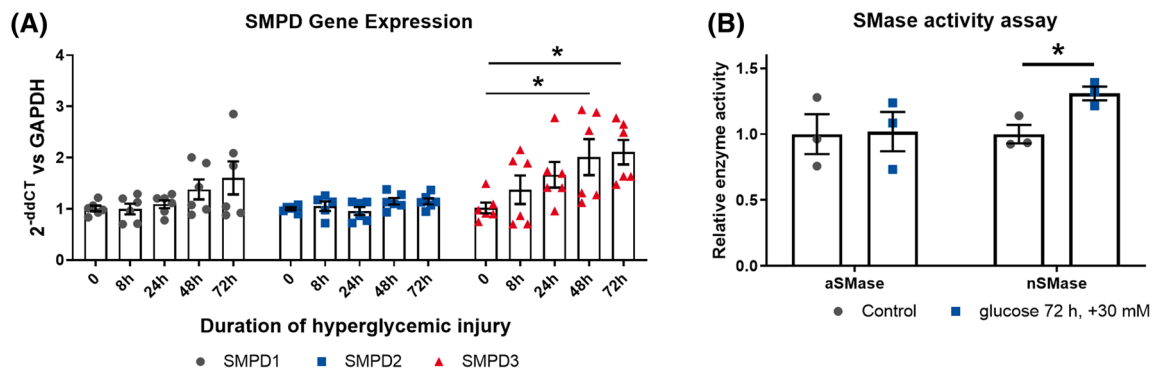 (A)
SMPD Gene Expression
2^-ddCT vs GAPDH
4
3
2
1
0
* *
0 8h 24h 48h 72h 0 8h 24h 48h 72h 0 8h 24h 48h 72h
Duration of hyperglycemic injury
SMPD1 SMPD2 SMPD3
(B)
SMase activity assay
Relative enzyme activity
1.5
1.0
0.5
0.0
*
aSMase nSMase
Control glucose 72 h, +30 mM